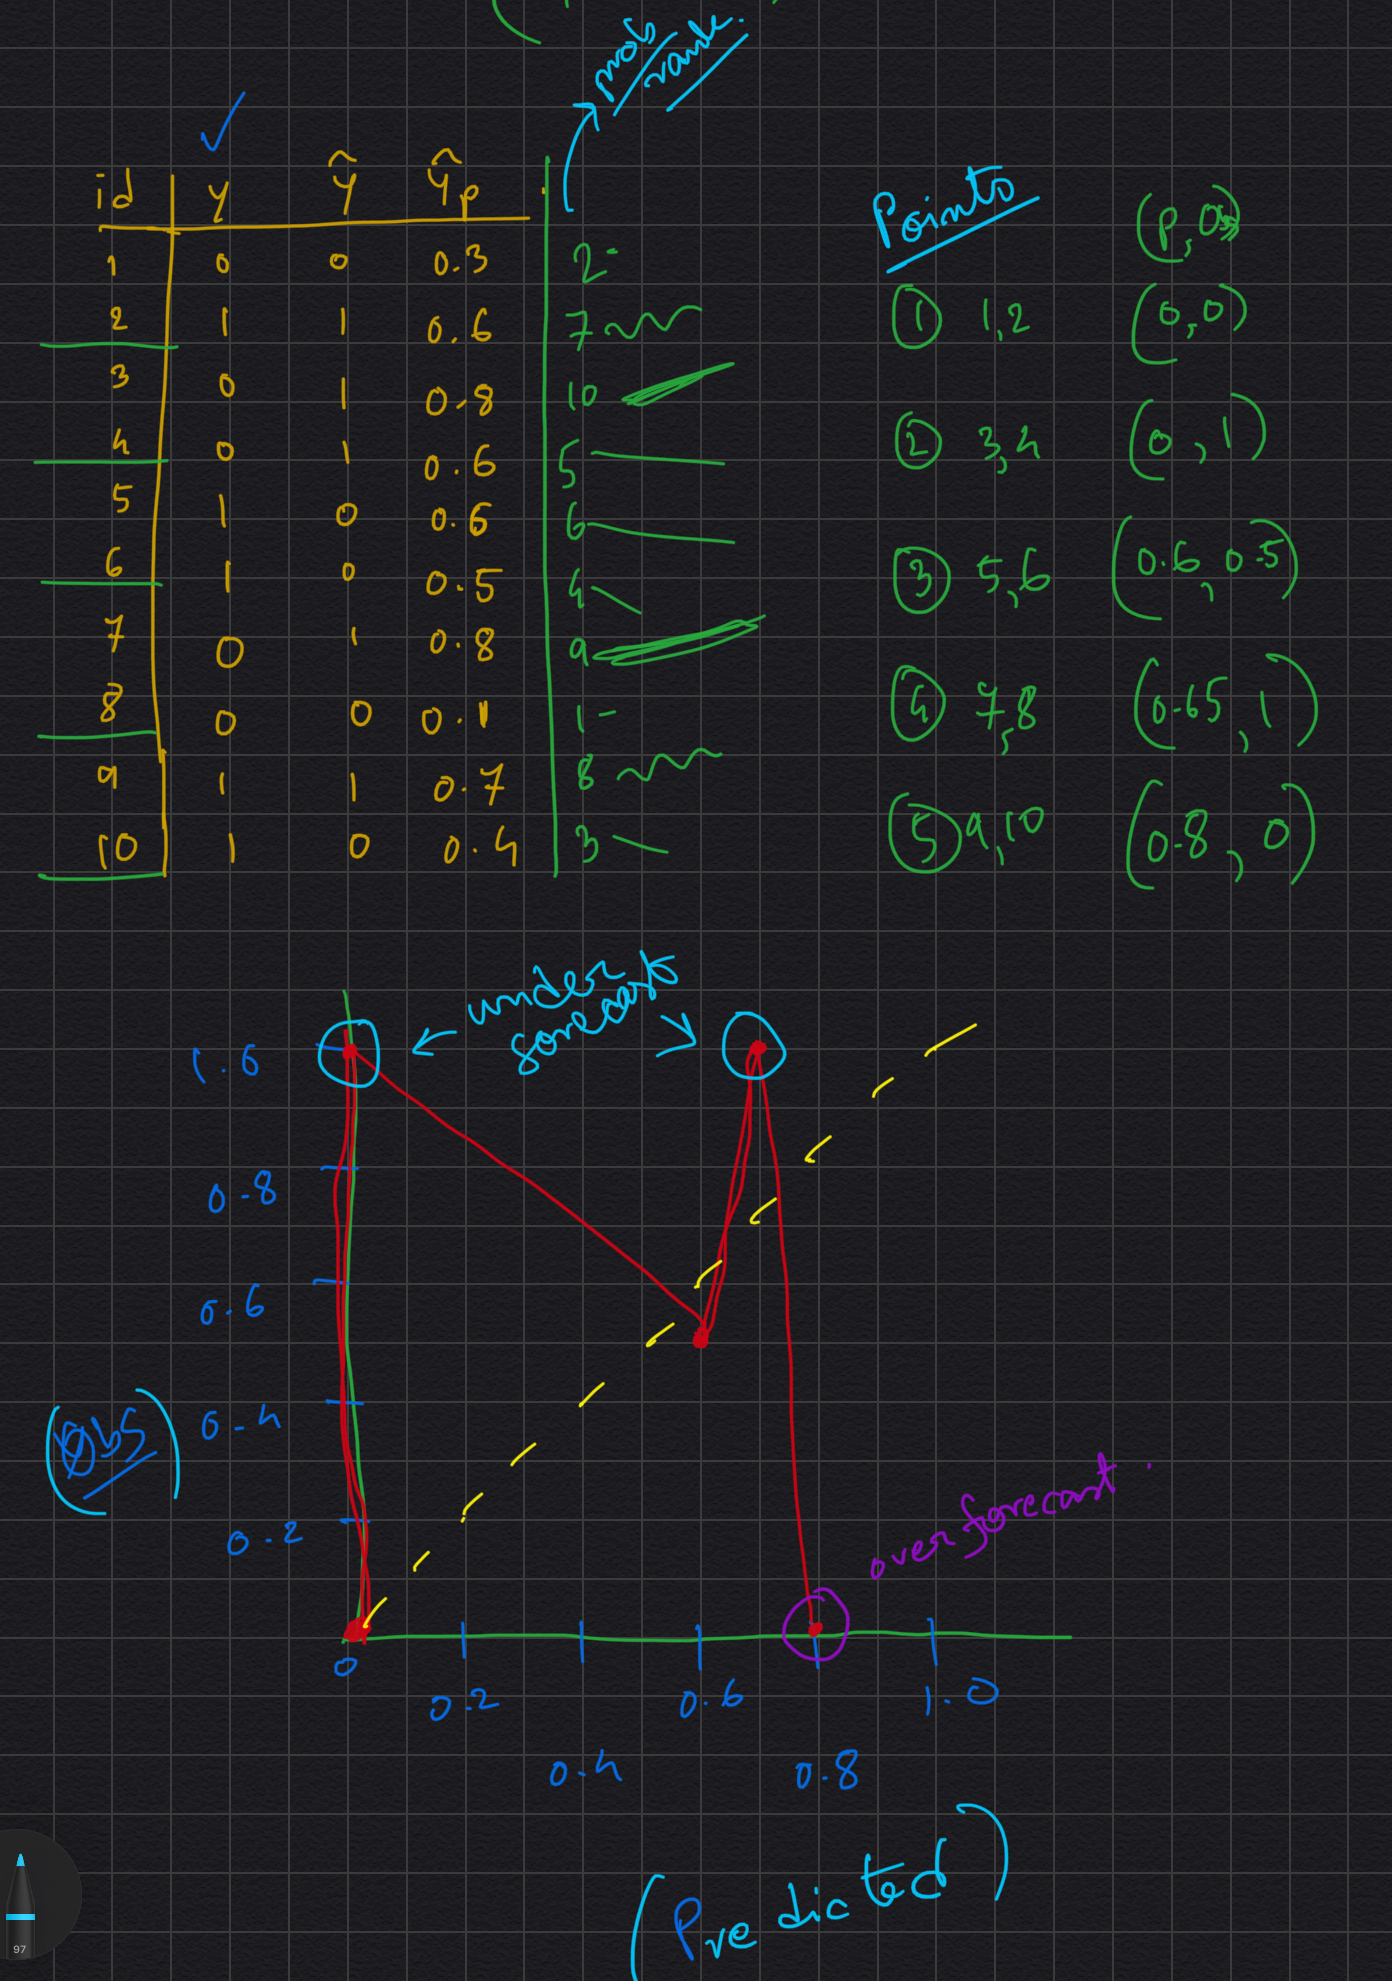 prob
rank.
id y ŷ ŷp
1 0 0 0.3 2
2 1 1 0.6 7
3 0 1 0.8 10
4 0 1 0.6 5
5 1 0 0.6 6
6 1 0 0.5 4
7 0 1 0.8 9
8 0 0 0.1 1
9 1 1 0.7 8
10 1 0 0.4 3
Points
① 1,2 (0,0)
② 3,4 (0,1)
③ 5,6 (0.6,0.5)
④ 7,8 (0.65,1)
⑤ 9,10 (0.8,0)
under
forecast
0.8
0.6
(Obs)
0.4
0.2
over forecast
0
0.2
0.6
1.0
0.4
0.8
(Predicted)
97